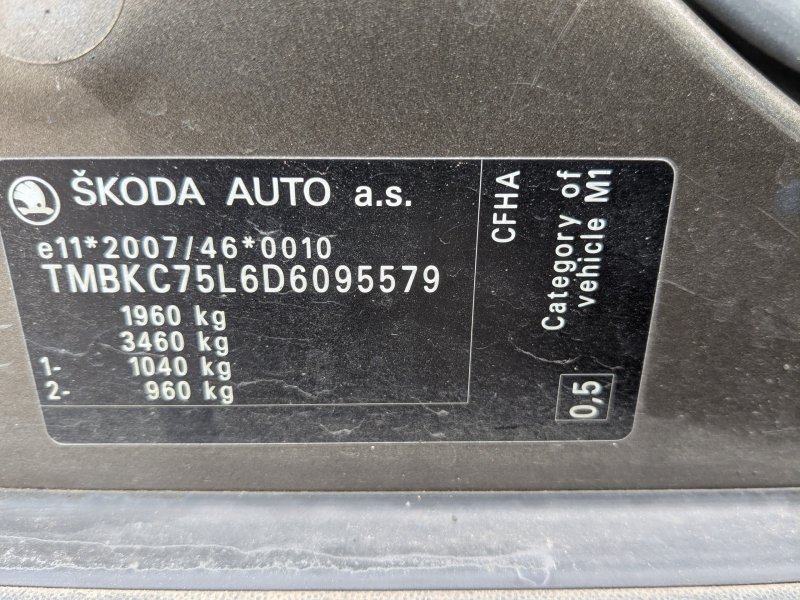 ŠKODA AUTO a.s.
e11*2007/46*0010
TMBKC75L6D6095579
1960 kg
3460 kg
1- 1040 kg
2- 960 kg
CFHA
Category of
vehicle M1
0,5